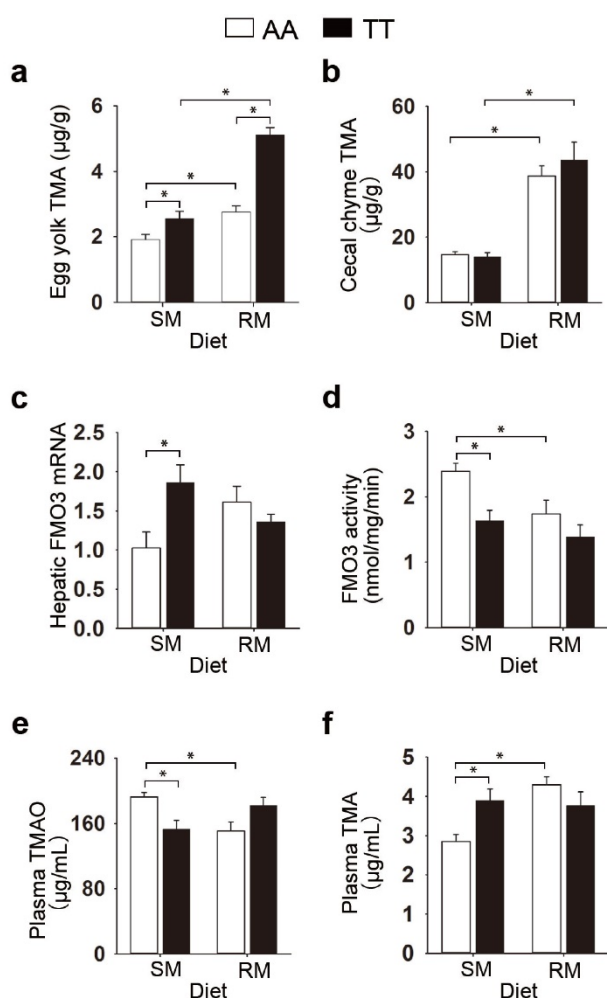 AA TT
a
Egg yolk TMA (µg/g)
6
4
2
0
*
*
*
*
SM RM
Diet
b
Cecal chyme TMA
(µg/g)
60
40
20
0
*
*
SM RM
Diet
c
Hepatic FMO3 mRNA
2.5
2.0
1.5
1.0
0.5
0.0
*
SM RM
Diet
d
FMO3 activity
(nmol/mg/min)
3
2
1
0
*
*
SM RM
Diet
e
Plasma TMAO
(µg/mL)
240
160
80
0
*
*
SM RM
Diet
f
Plasma TMA
(µg/mL)
5
4
3
2
1
0
*
*
SM RM
Diet